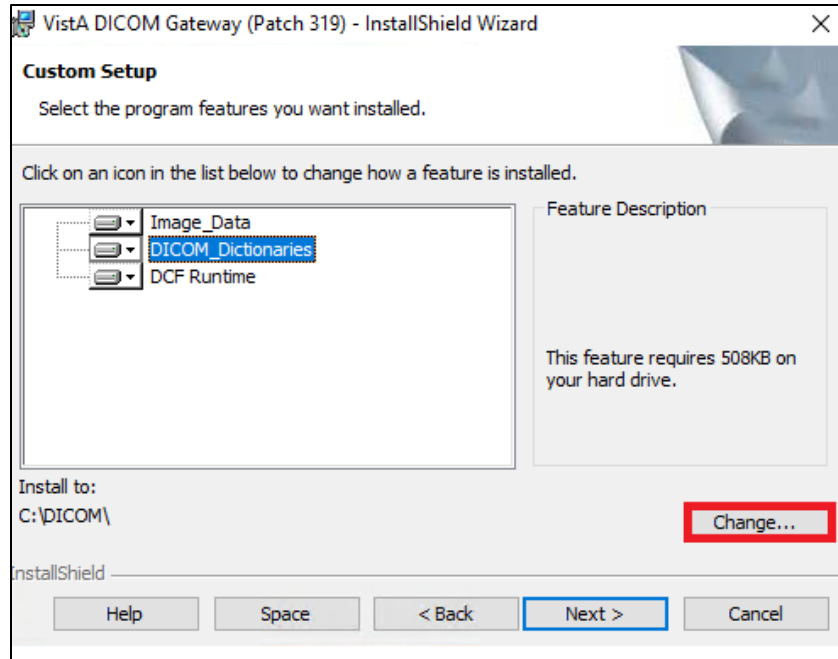 VistA DICOM Gateway (Patch 319) - InstallShield Wizard
Custom Setup
Select the program features you want installed.
Click on an icon in the list below to change how a feature is installed.
Image_Data
DICOM_Dictionaries
DCF Runtime
Feature Description
This feature requires 508KB on
your hard drive.
Install to:
C:\DICOM\
Change...
InstallShield
Help
Space
< Back
Next >
Cancel